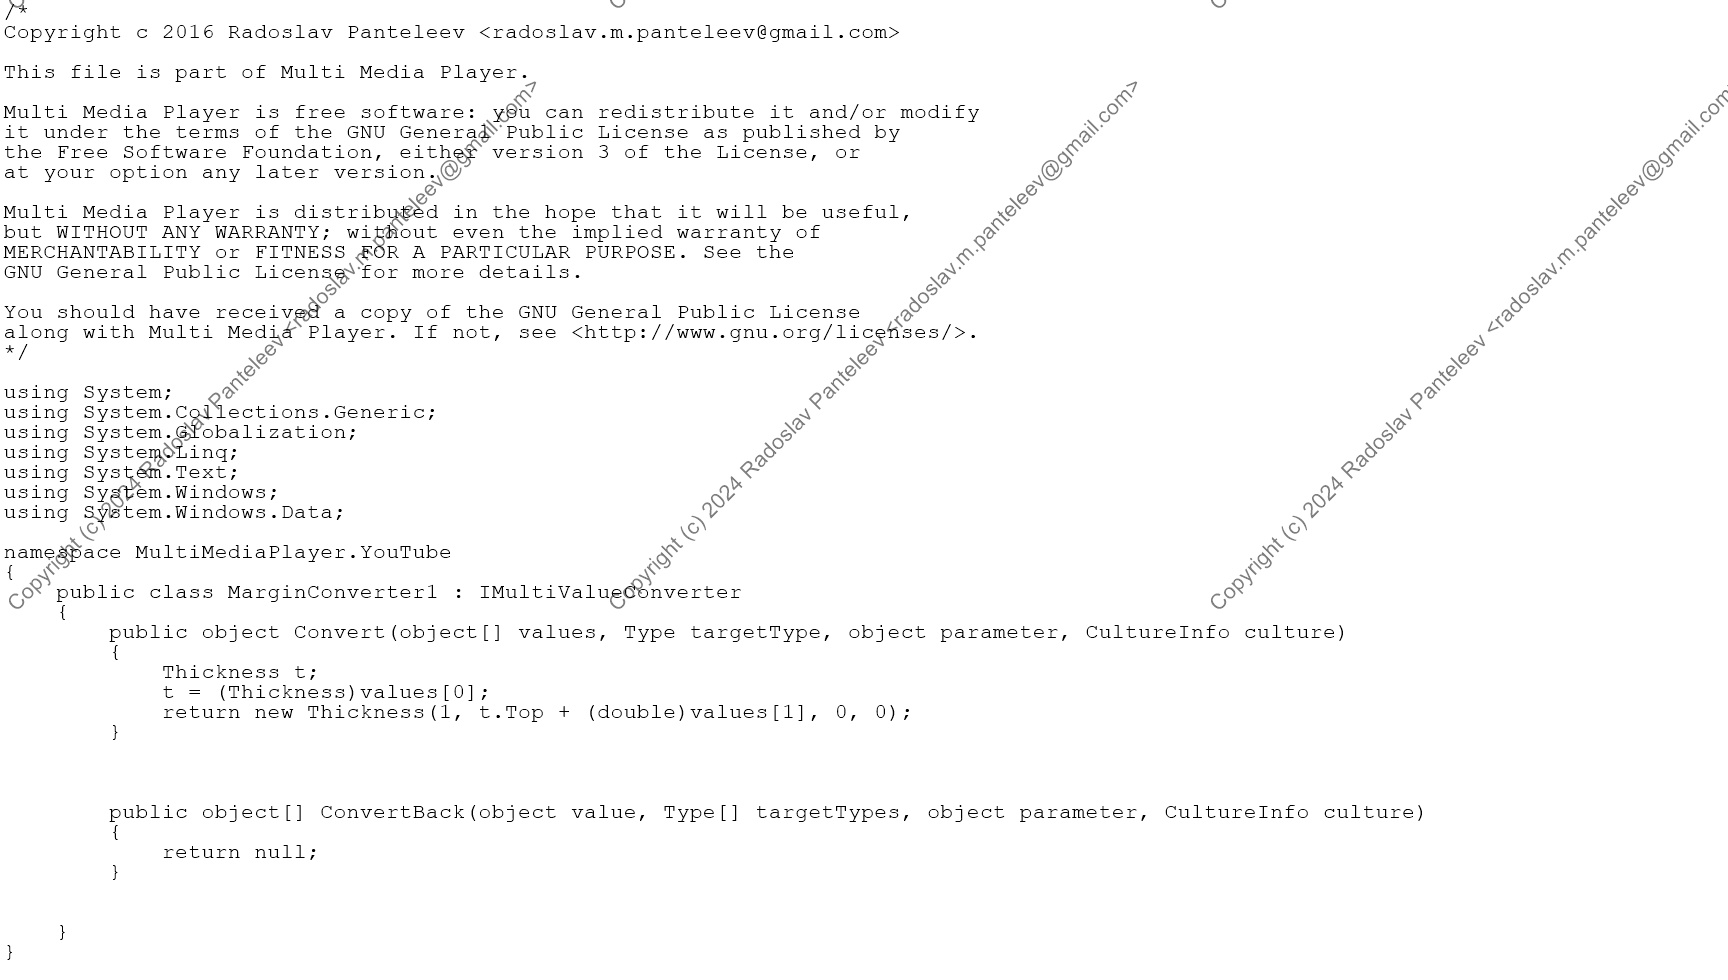 /*
Copyright c 2016 Radoslav Panteleev <radoslav.m.panteleev@gmail.com>

This file is part of Multi Media Player.

Multi Media Player is free software: you can redistribute it and/or modify
it under the terms of the GNU General Public License as published by
the Free Software Foundation, either version 3 of the License, or
at your option any later version.

Multi Media Player is distributed in the hope that it will be useful,
but WITHOUT ANY WARRANTY; without even the implied warranty of
MERCHANTABILITY or FITNESS FOR A PARTICULAR PURPOSE. See the
GNU General Public License for more details.

You should have received a copy of the GNU General Public License
along with Multi Media Player. If not, see <http://www.gnu.org/licenses/>.
*/

using System;
using System.Collections.Generic;
using System.Globalization;
using System.Linq;
using System.Text;
using System.Windows;
using System.Windows.Data;

namespace MultiMediaPlayer.YouTube
{
    public class MarginConverter1 : IMultiValueConverter
    {
        public object Convert(object[] values, Type targetType, object parameter, CultureInfo culture)
        {
            Thickness t;
            t = (Thickness)values[0];
            return new Thickness(1, t.Top + (double)values[1], 0, 0);
        }

        public object[] ConvertBack(object value, Type[] targetTypes, object parameter, CultureInfo culture)
        {
            return null;
        }

    }
}
Copyright (c) 2024 Radoslav Panteleev <radoslav.m.panteleev@gmail.com>
Copyright (c) 2024 Radoslav Panteleev <radoslav.m.panteleev@gmail.com>
Copyright (c) 2024 Radoslav Panteleev <radoslav.m.panteleev@gmail.com>